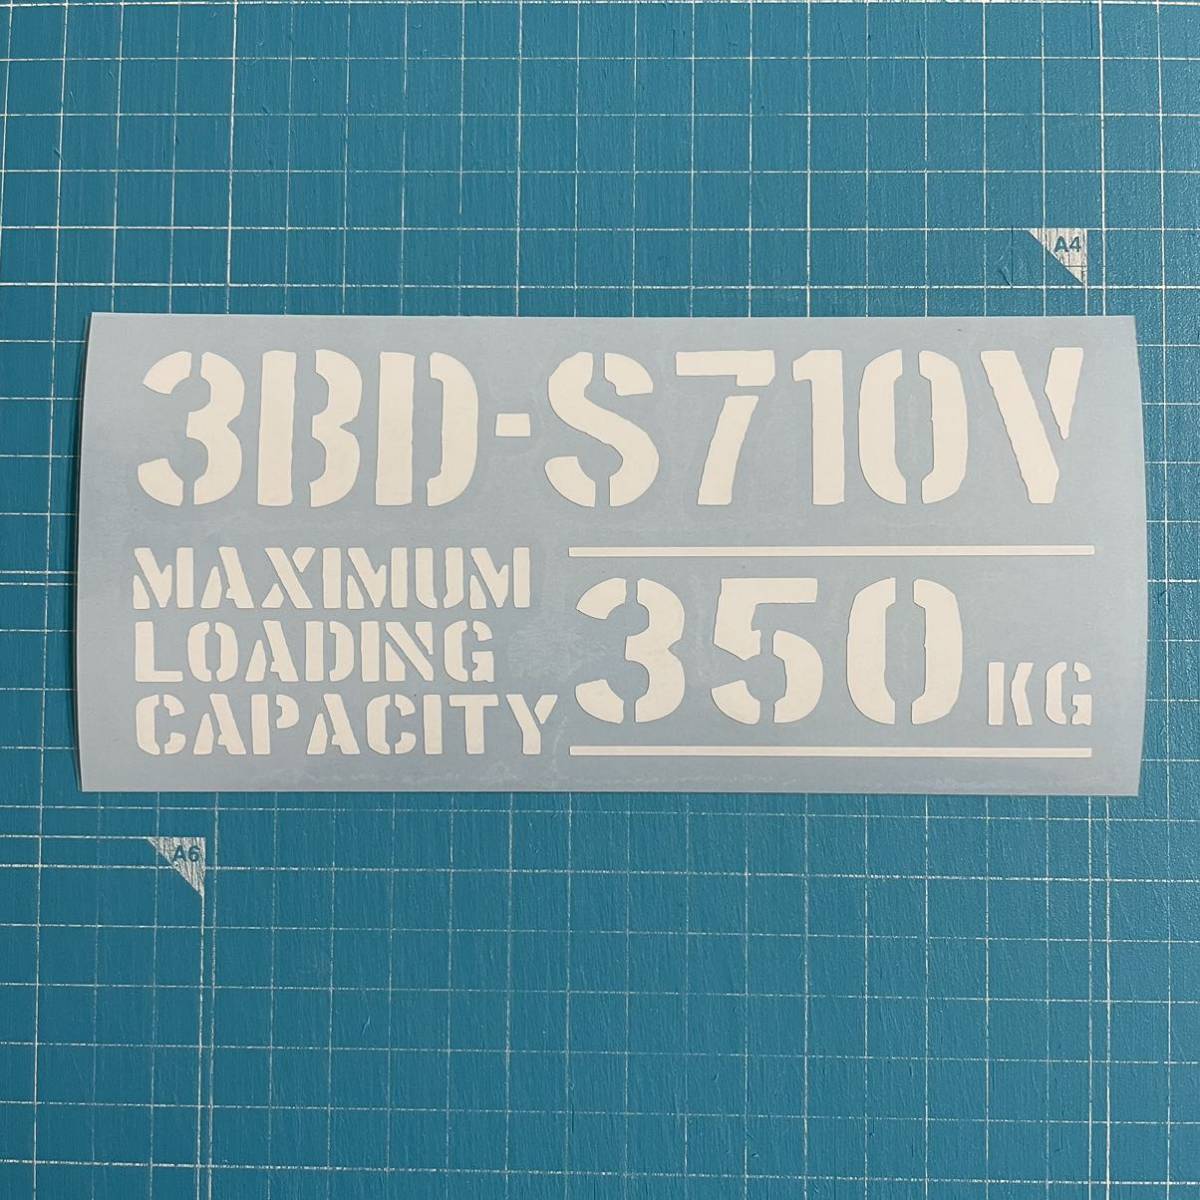 A4
3BD-S710V
MAXIMUM
LOADING
CAPACITY
350 KG
A6